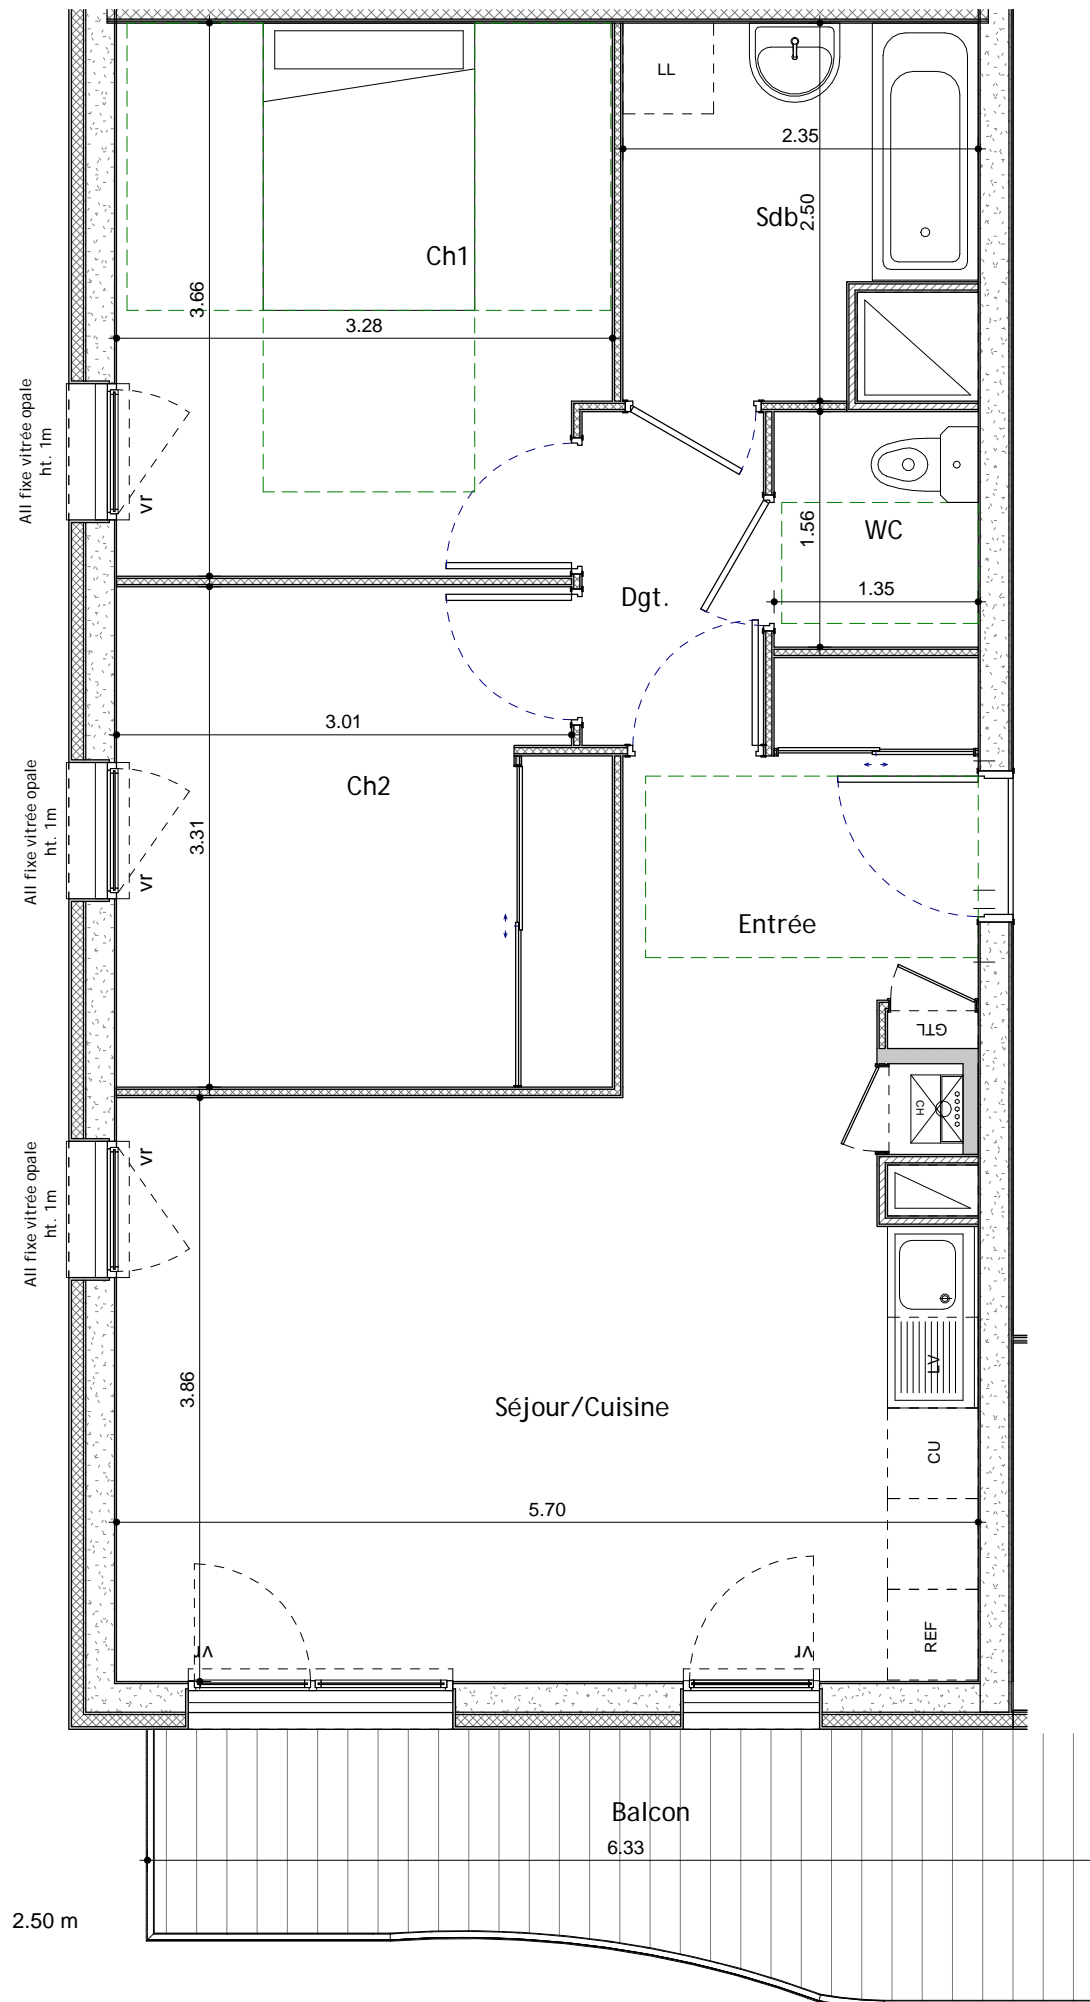 LL
2.35
Sdb
2.50
Ch1
3.66
3.28
All fixe vitrée opale
ht. 1m
vr
WC
1.56
1.35
Dgt.
3.01
Ch2
3.31
All fixe vitrée opale
ht. 1m
vr
Entrée
GTL
CH
All fixe vitrée opale
ht. 1m
vr
LV
3.86
Séjour/Cuisine
CU
5.70
REF
vr
vr
Balcon
6.33
2.50 m